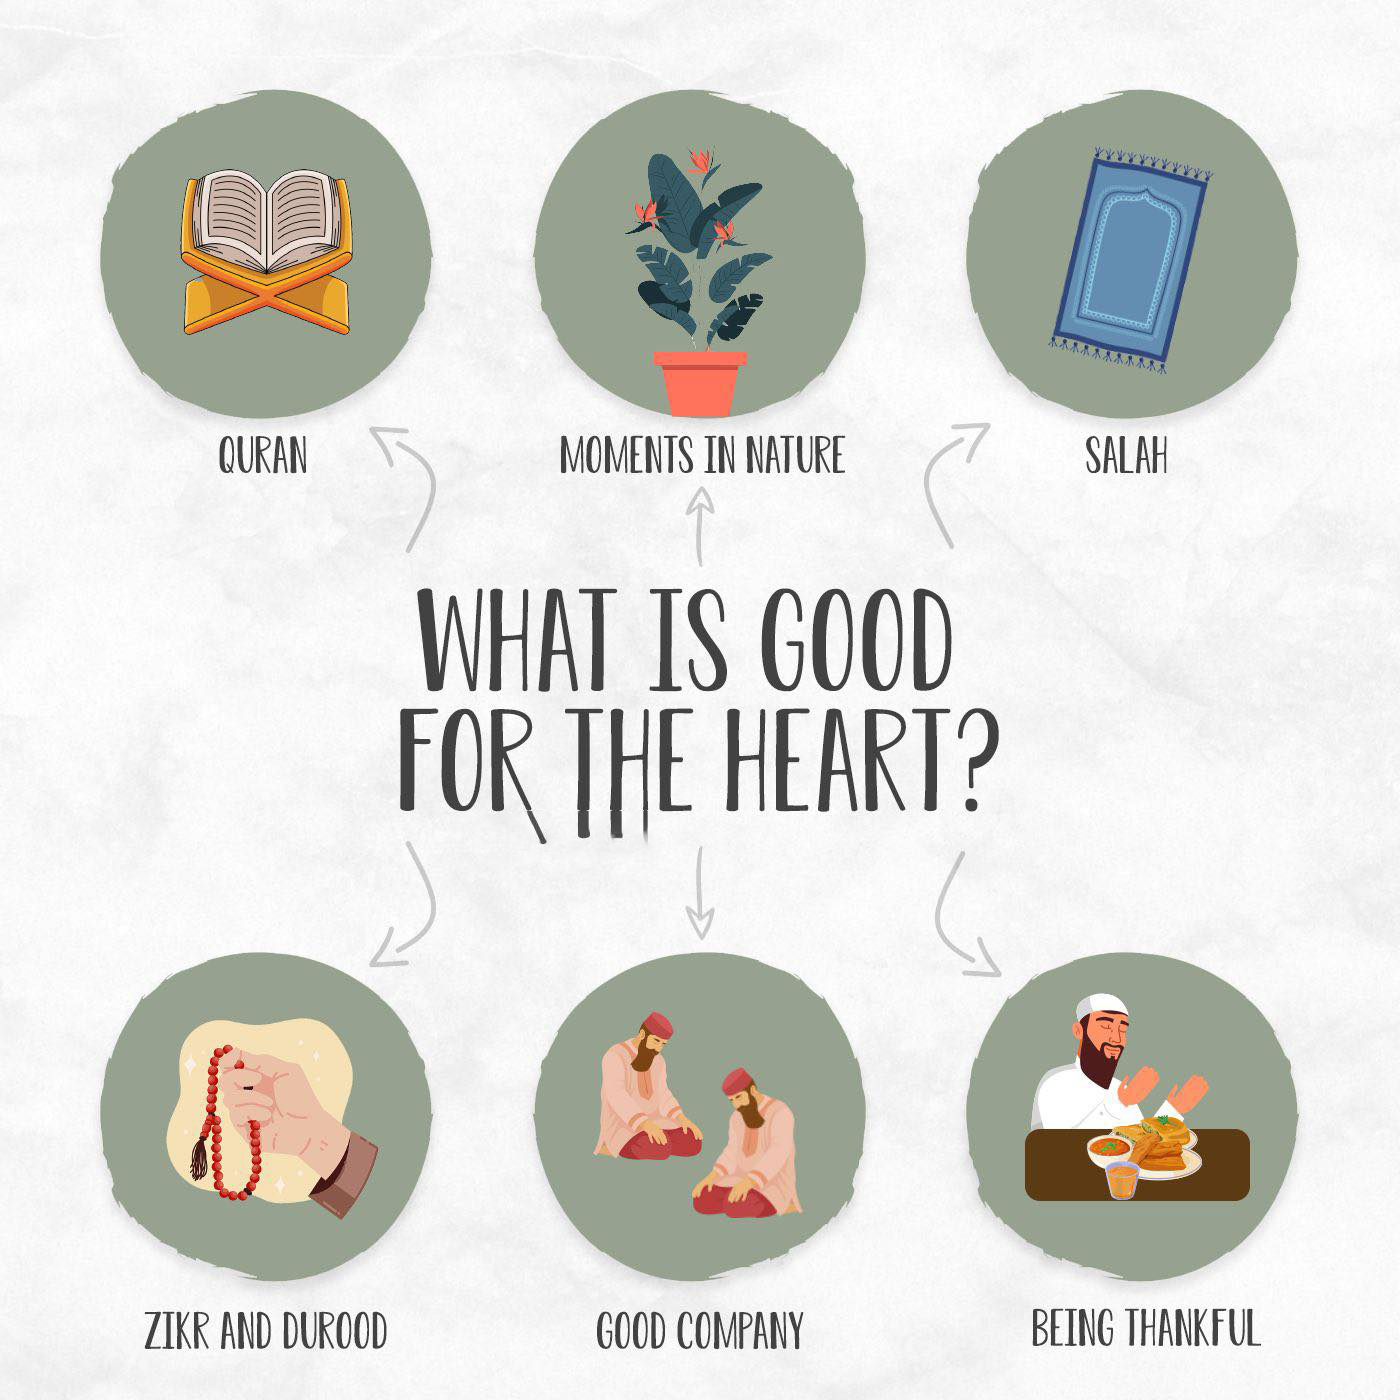 QURAN
MOMENTS IN NATURE
SALAH
WHAT IS GOOD
FOR THE HEART?
ZIKR AND DUROOD
GOOD COMPANY
BEING THANKFUL